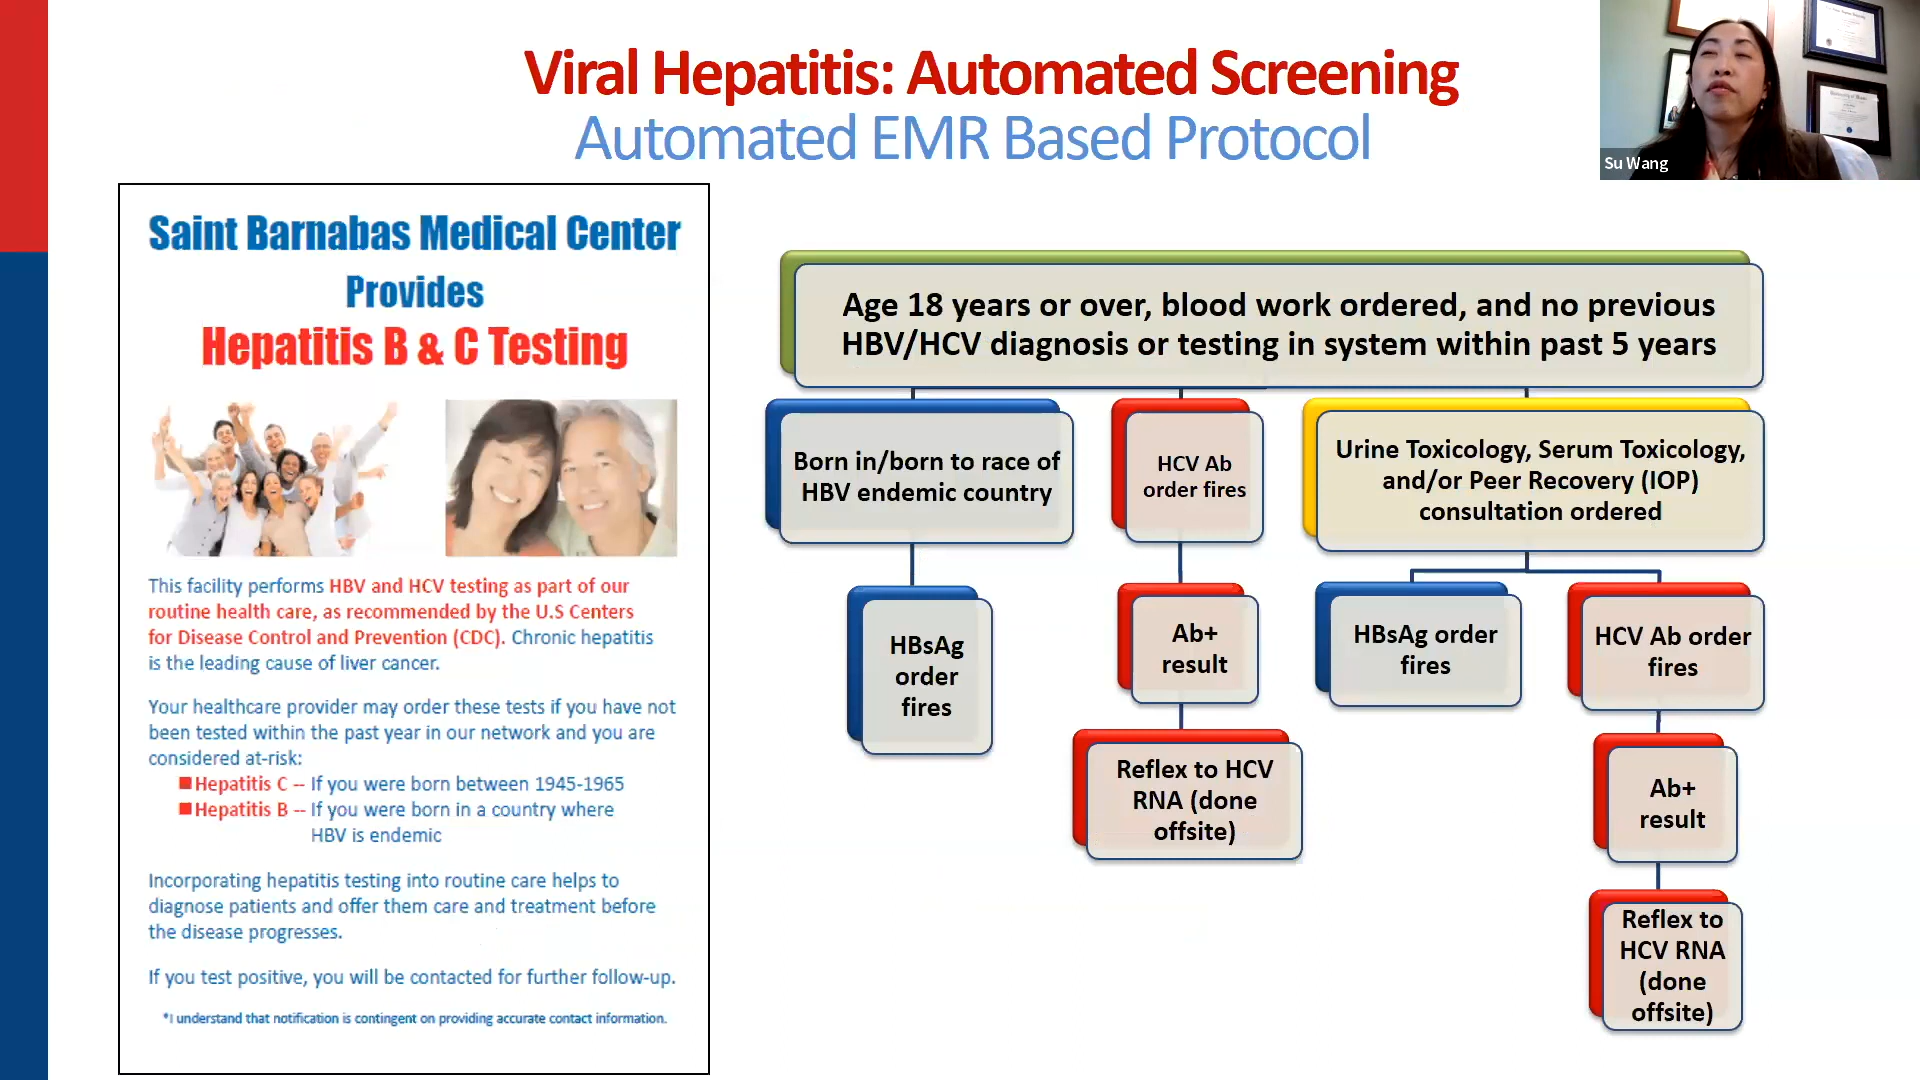 Viral Hepatitis: Automated Screening
Automated EMR Based Protocol
Su Wang
Saint Barnabas Medical Center
Provides
Hepatitis B & C Testing
This facility performs HBV and HCV testing as part of our
routine health care, as recommended by the U.S Centers
for Disease Control and Prevention (CDC). Chronic hepatitis
is the leading cause of liver cancer.
Your healthcare provider may order these tests if you have not
been tested within the past year in our network and you are
considered at-risk:
Hepatitis C -- If you were born between 1945-1965
Hepatitis B -- If you were born in a country where
HBV is endemic
Incorporating hepatitis testing into routine care helps to
diagnose patients and offer them care and treatment before
the disease progresses.
If you test positive, you will be contacted for further follow-up.
*I understand that notification is contingent on providing accurate contact information.
Age 18 years or over, blood work ordered, and no previous
HBV/HCV diagnosis or testing in system within past 5 years
Born in/born to race of
HBV endemic country
HCV Ab
order fires
Urine Toxicology, Serum Toxicology,
and/or Peer Recovery (IOP)
consultation ordered
HBsAg
order
fires
Ab+
result
HBsAg order
fires
HCV Ab order
fires
Reflex to HCV
RNA (done
offsite)
Ab+
result
Reflex to
HCV RNA
(done
offsite)